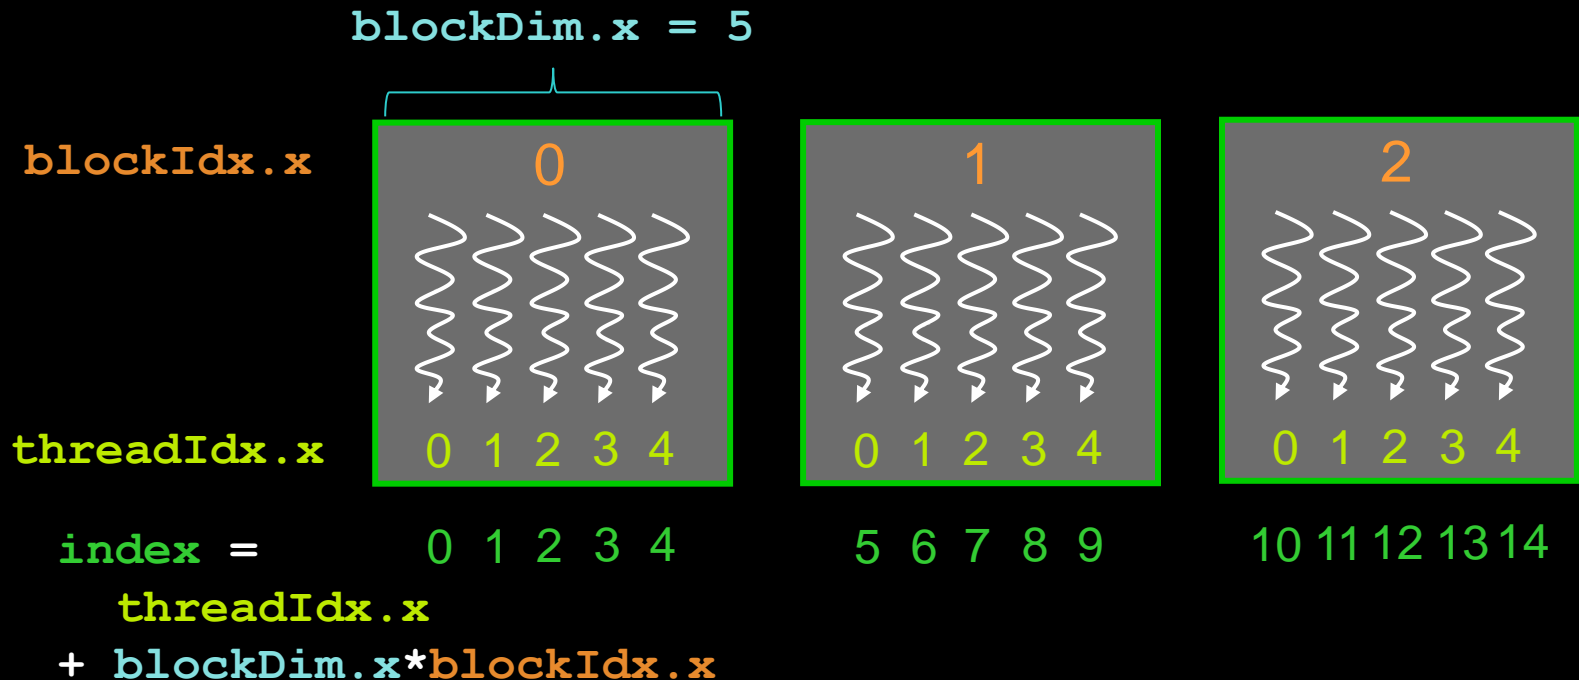 blockDim.x = 5
blockIdx.x 0 1 2
threadIdx.x 0 1 2 3 4 0 1 2 3 4 0 1 2 3 4
index = 0 1 2 3 4 5 6 7 8 9 10 11 12 13 14
threadIdx.x
+ blockDim.x*blockIdx.x